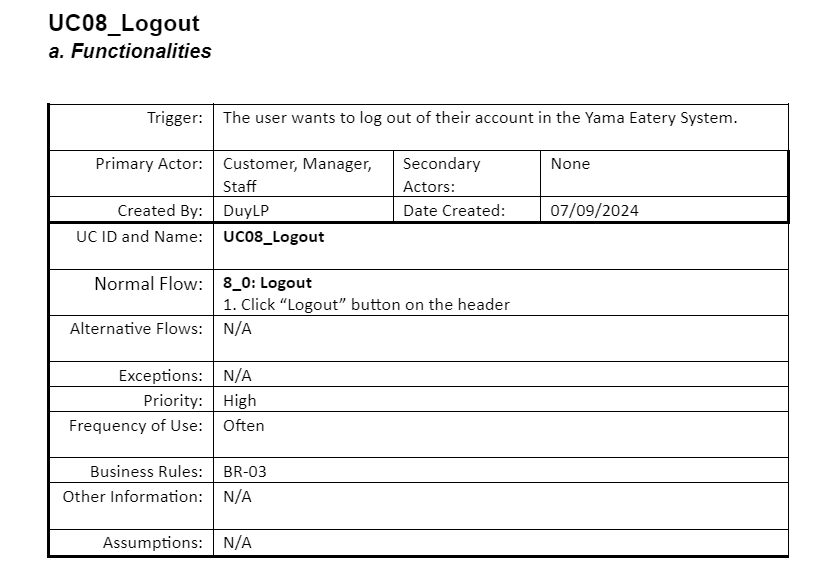 UC08_Logout
a. Functionalities
Trigger: The user wants to log out of their account in the Yama Eatery System.
Primary Actor: Customer, Manager, Secondary None
Staff Actors:
Created By: DuyLP Date Created: 07/09/2024
UC ID and Name: UC08_Logout
Normal Flow: 8_0: Logout
1. Click “Logout” button on the header
Alternative Flows: N/A
Exceptions: N/A
Priority: High
Frequency of Use: Often
Business Rules: BR-03
Other Information: N/A
Assumptions: N/A